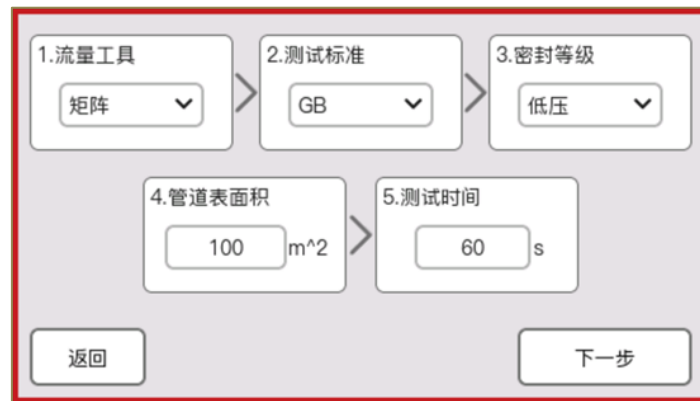 1.流量工具
矩阵
2.测试标准
GB
3.密封等级
低压
4.管道表面积
100 m^2
5.测试时间
60 s
返回
下一步